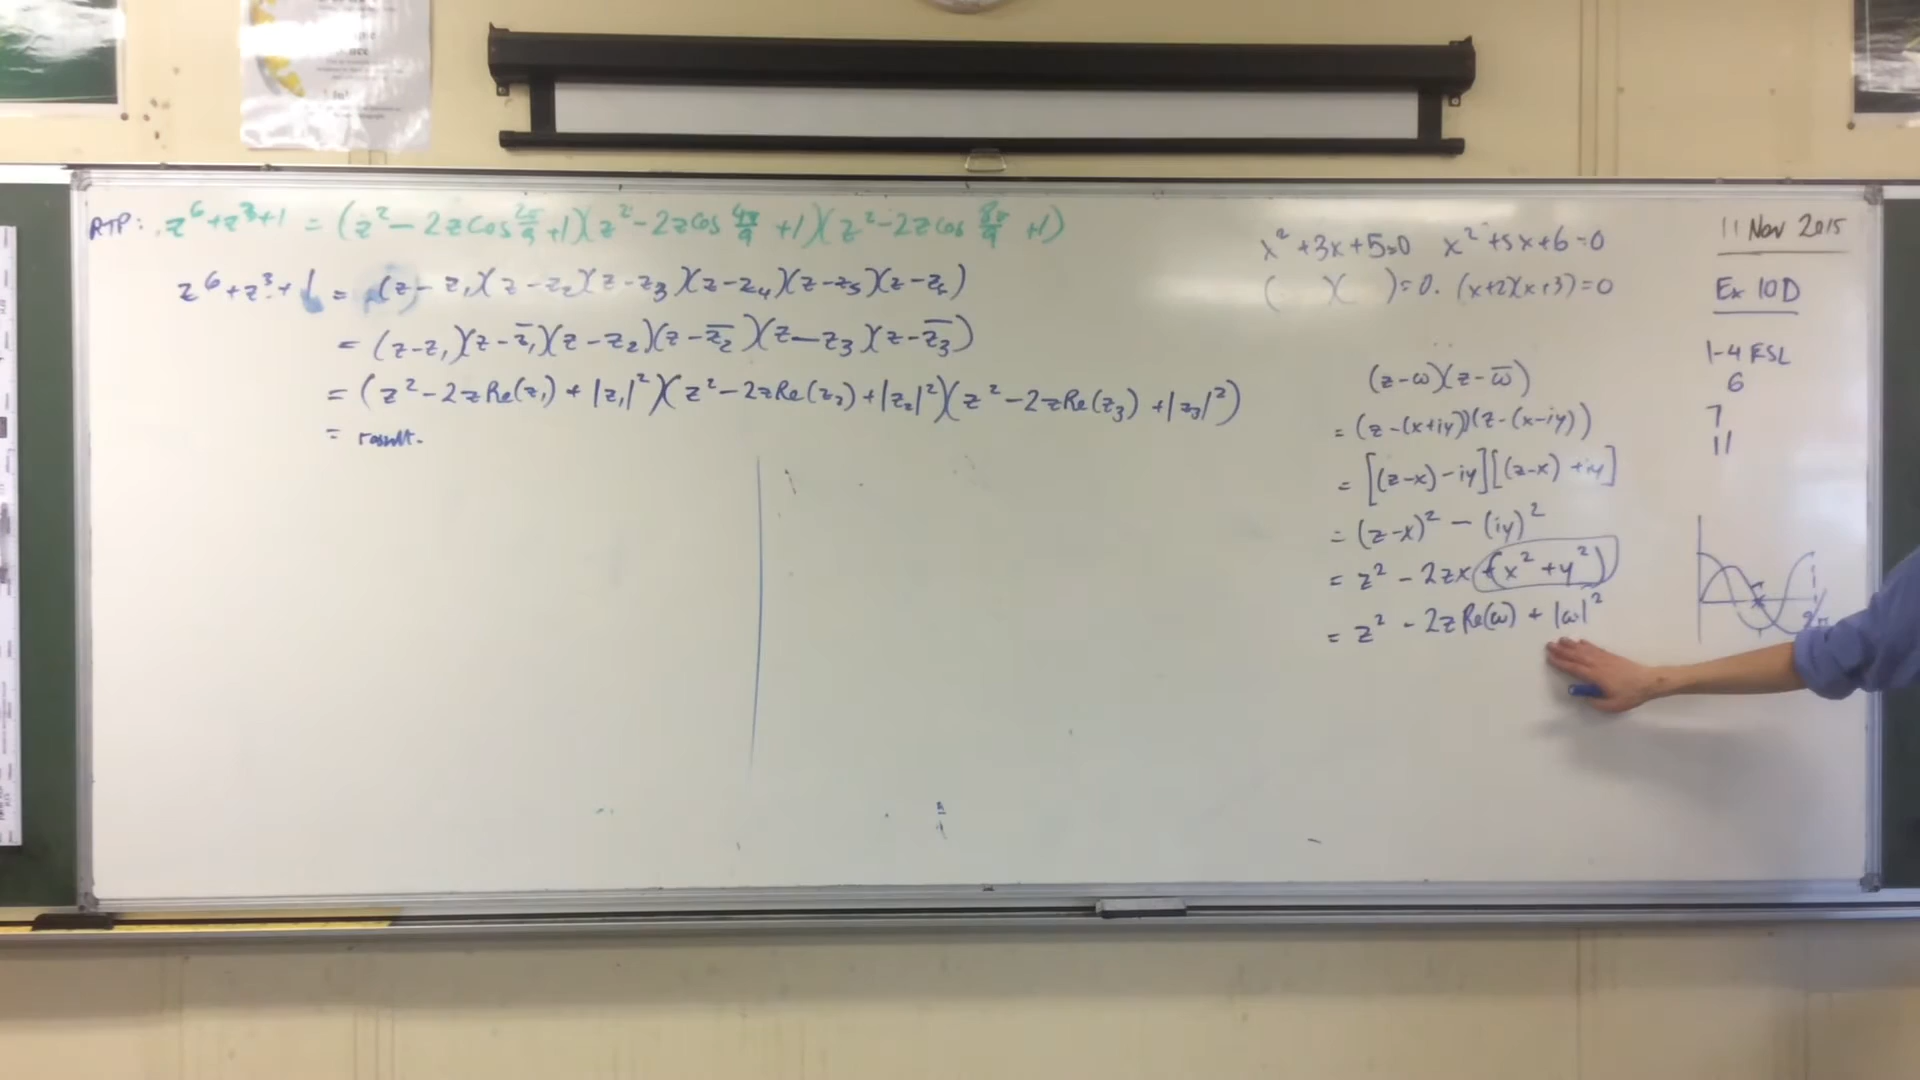 RTP: z⁶+z³+1 = (z² - 2z cos 2π/9 +1)(z² - 2z cos 4π/9 +1)(z² - 2z cos 8π/9 +1)
z⁶+z³+1 = (z-z₁)(z-z₂)(z-z₃)(z-z₄)(z-z₅)(z-z₆)
= (z-z₁)(z-z̄₁)(z-z₂)(z-z̄₂)(z-z₃)(z-z̄₃)
= (z²-2zRe(z₁) + |z₁|²)(z²-2zRe(z₂)+|z₂|²)(z²-2zRe(z₃) +|z₃|²)
= result.
x²+3x+5=0 x²+5x+6=0
( )( )=0. (x+2)(x+3)=0
(z-ω)(z-ω̄)
= (z-(x+iy))(z-(x-iy))
= [(z-x)-iy][(z-x)+iy]
= (z-x)² - (iy)²
= z² - 2zx +(x²+y²)
= z² - 2zRe(ω) + |ω|²
11 Nov 2015
Ex 10D
1-4 ESL
6
7
11